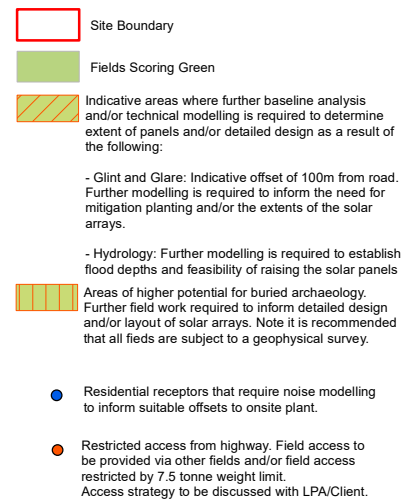 Site Boundary
Fields Scoring Green
Indicative areas where further baseline analysis
and/or technical modelling is required to determine
extent of panels and/or detailed design as a result of
the following:
- Glint and Glare: Indicative offset of 100m from road.
Further modelling is required to inform the need for
mitigation planting and/or the extents of the solar
arrays.
- Hydrology: Further modelling is required to establish
flood depths and feasibility of raising the solar panels
Areas of higher potential for buried archaeology.
Further field work required to inform detailed design
and/or layout of solar arrays. Note it is recommended
that all fieds are subject to a geophysical survey.
Residential receptors that require noise modelling
to inform suitable offsets to onsite plant.
Restricted access from highway. Field access to
be provided via other fields and/or field access
restricted by 7.5 tonne weight limit.
Access strategy to be discussed with LPA/Client.